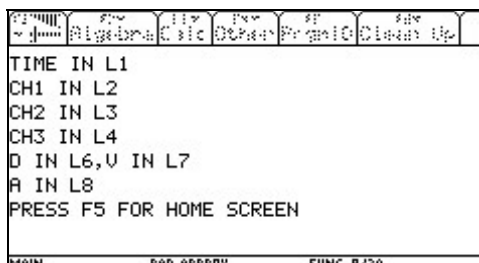 Algebra Calc Other PrgmIO Clean Up
TIME IN L1
CH1 IN L2
CH2 IN L3
CH3 IN L4
D IN L6,V IN L7
A IN L8
PRESS F5 FOR HOME SCREEN
MAIN